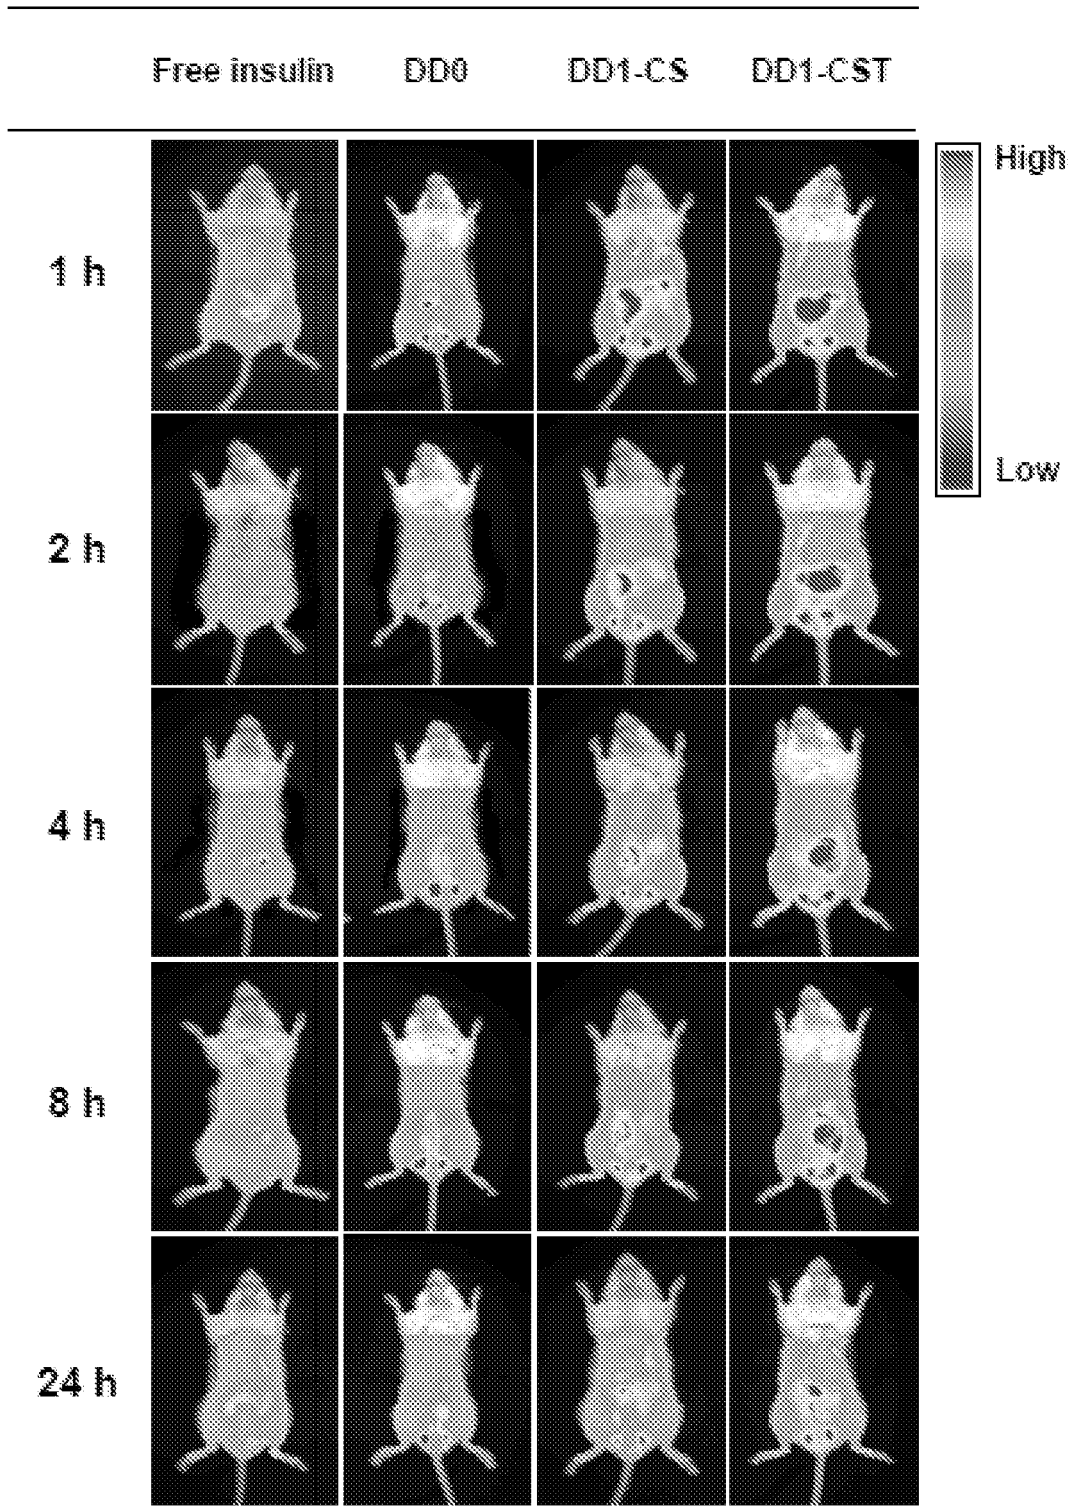 Free insulin DD0 DD1-CS DD1-CST
High
1 h
Low
2 h
4 h
8 h
24 h